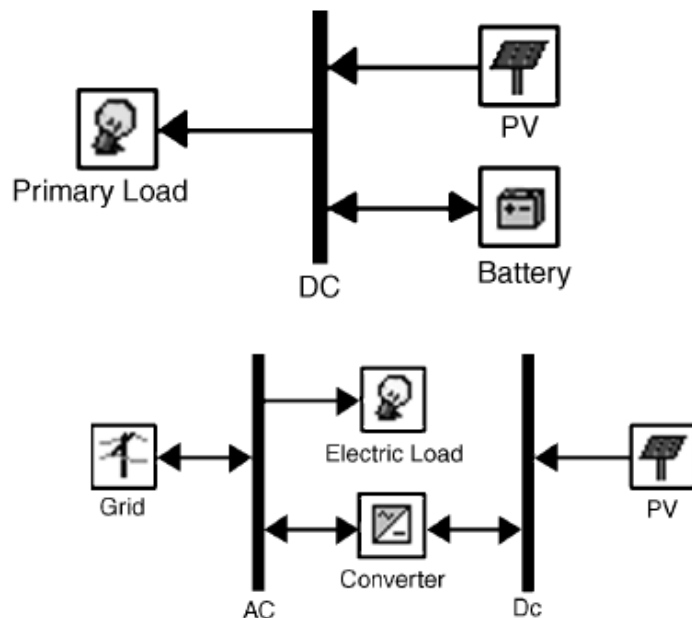 PV
Primary Load
Battery
DC
Electric Load
Grid
PV
Converter
AC
Dc